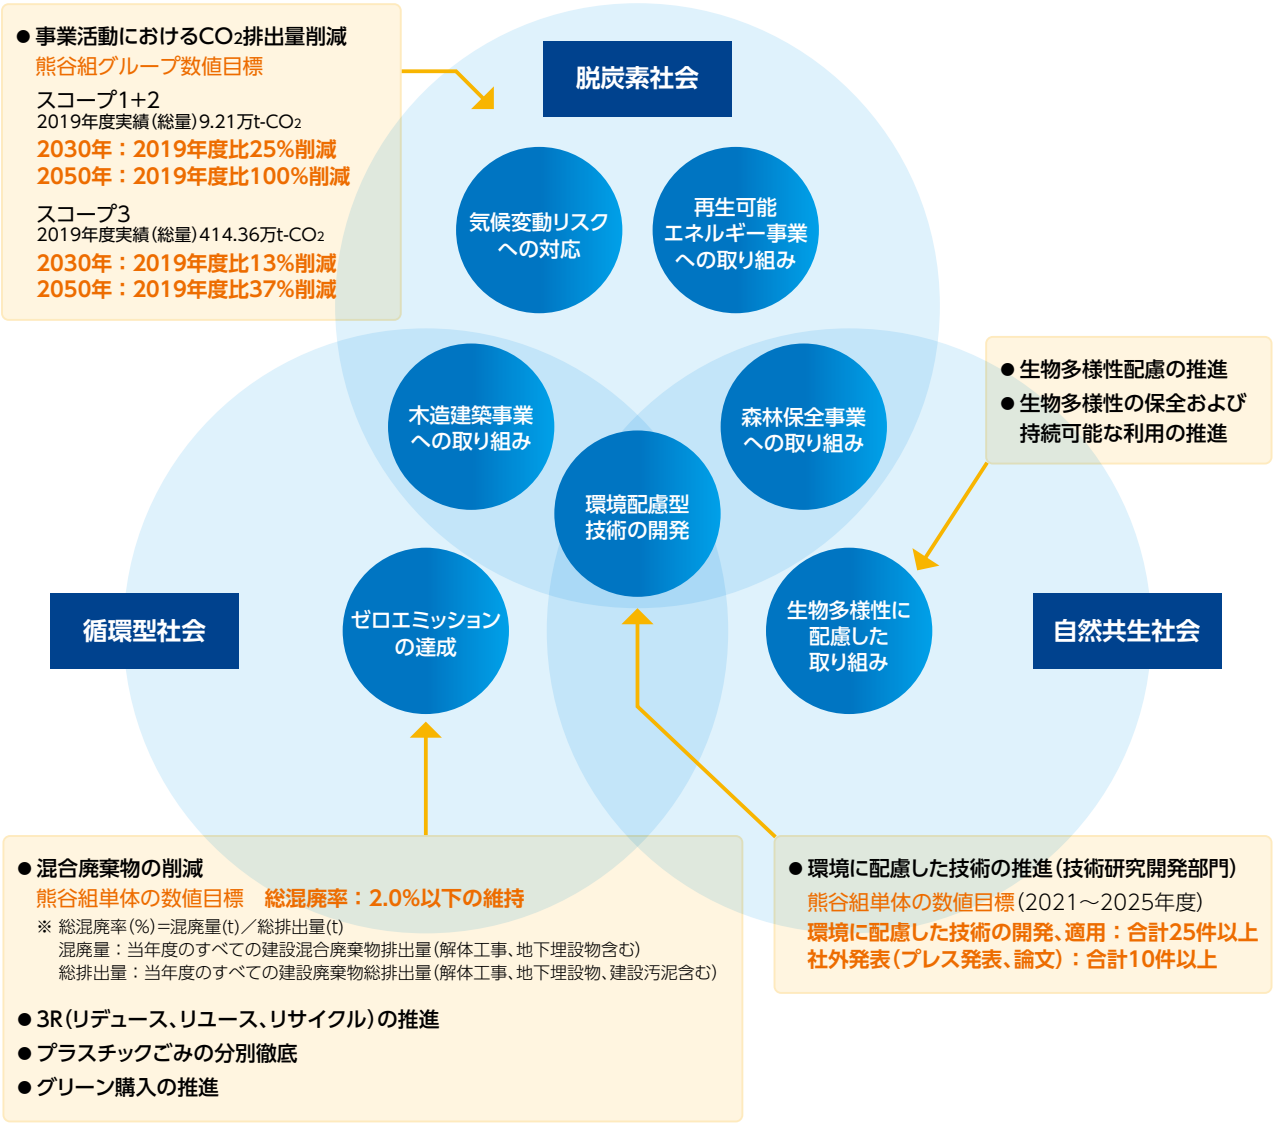 ● 事業活動におけるCO2排出量削減
熊谷組グループ数値目標
スコープ1+2
2019年度実績(総量)9.21万t-CO2
2030年：2019年度比25%削減
2050年：2019年度比100%削減
スコープ3
2019年度実績(総量)414.36万t-CO2
2030年：2019年度比13%削減
2050年：2019年度比37%削減
脱炭素社会
気候変動リスク
への対応
再生可能
エネルギー事業
への取り組み
木造建築事業
への取り組み
森林保全事業
への取り組み
環境配慮型
技術の開発
● 生物多様性配慮の推進
● 生物多様性の保全および
持続可能な利用の推進
循環型社会
ゼロエミッション
の達成
生物多様性に
配慮した
取り組み
自然共生社会
● 混合廃棄物の削減
熊谷組単体の数値目標 総混廃率：2.0%以下の維持
※ 総混廃率(%)=混廃量(t)／総排出量(t)
混廃量：当年度のすべての建設混合廃棄物排出量(解体工事、地下埋設物含む)
総排出量：当年度のすべての建設廃棄物総排出量(解体工事、地下埋設物、建設汚泥含む)
● 3R(リデュース、リユース、リサイクル)の推進
● プラスチックごみの分別徹底
● グリーン購入の推進
● 環境に配慮した技術の推進(技術研究開発部門)
熊谷組単体の数値目標(2021～2025年度)
環境に配慮した技術の開発、適用：合計25件以上
社外発表(プレス発表、論文)：合計10件以上